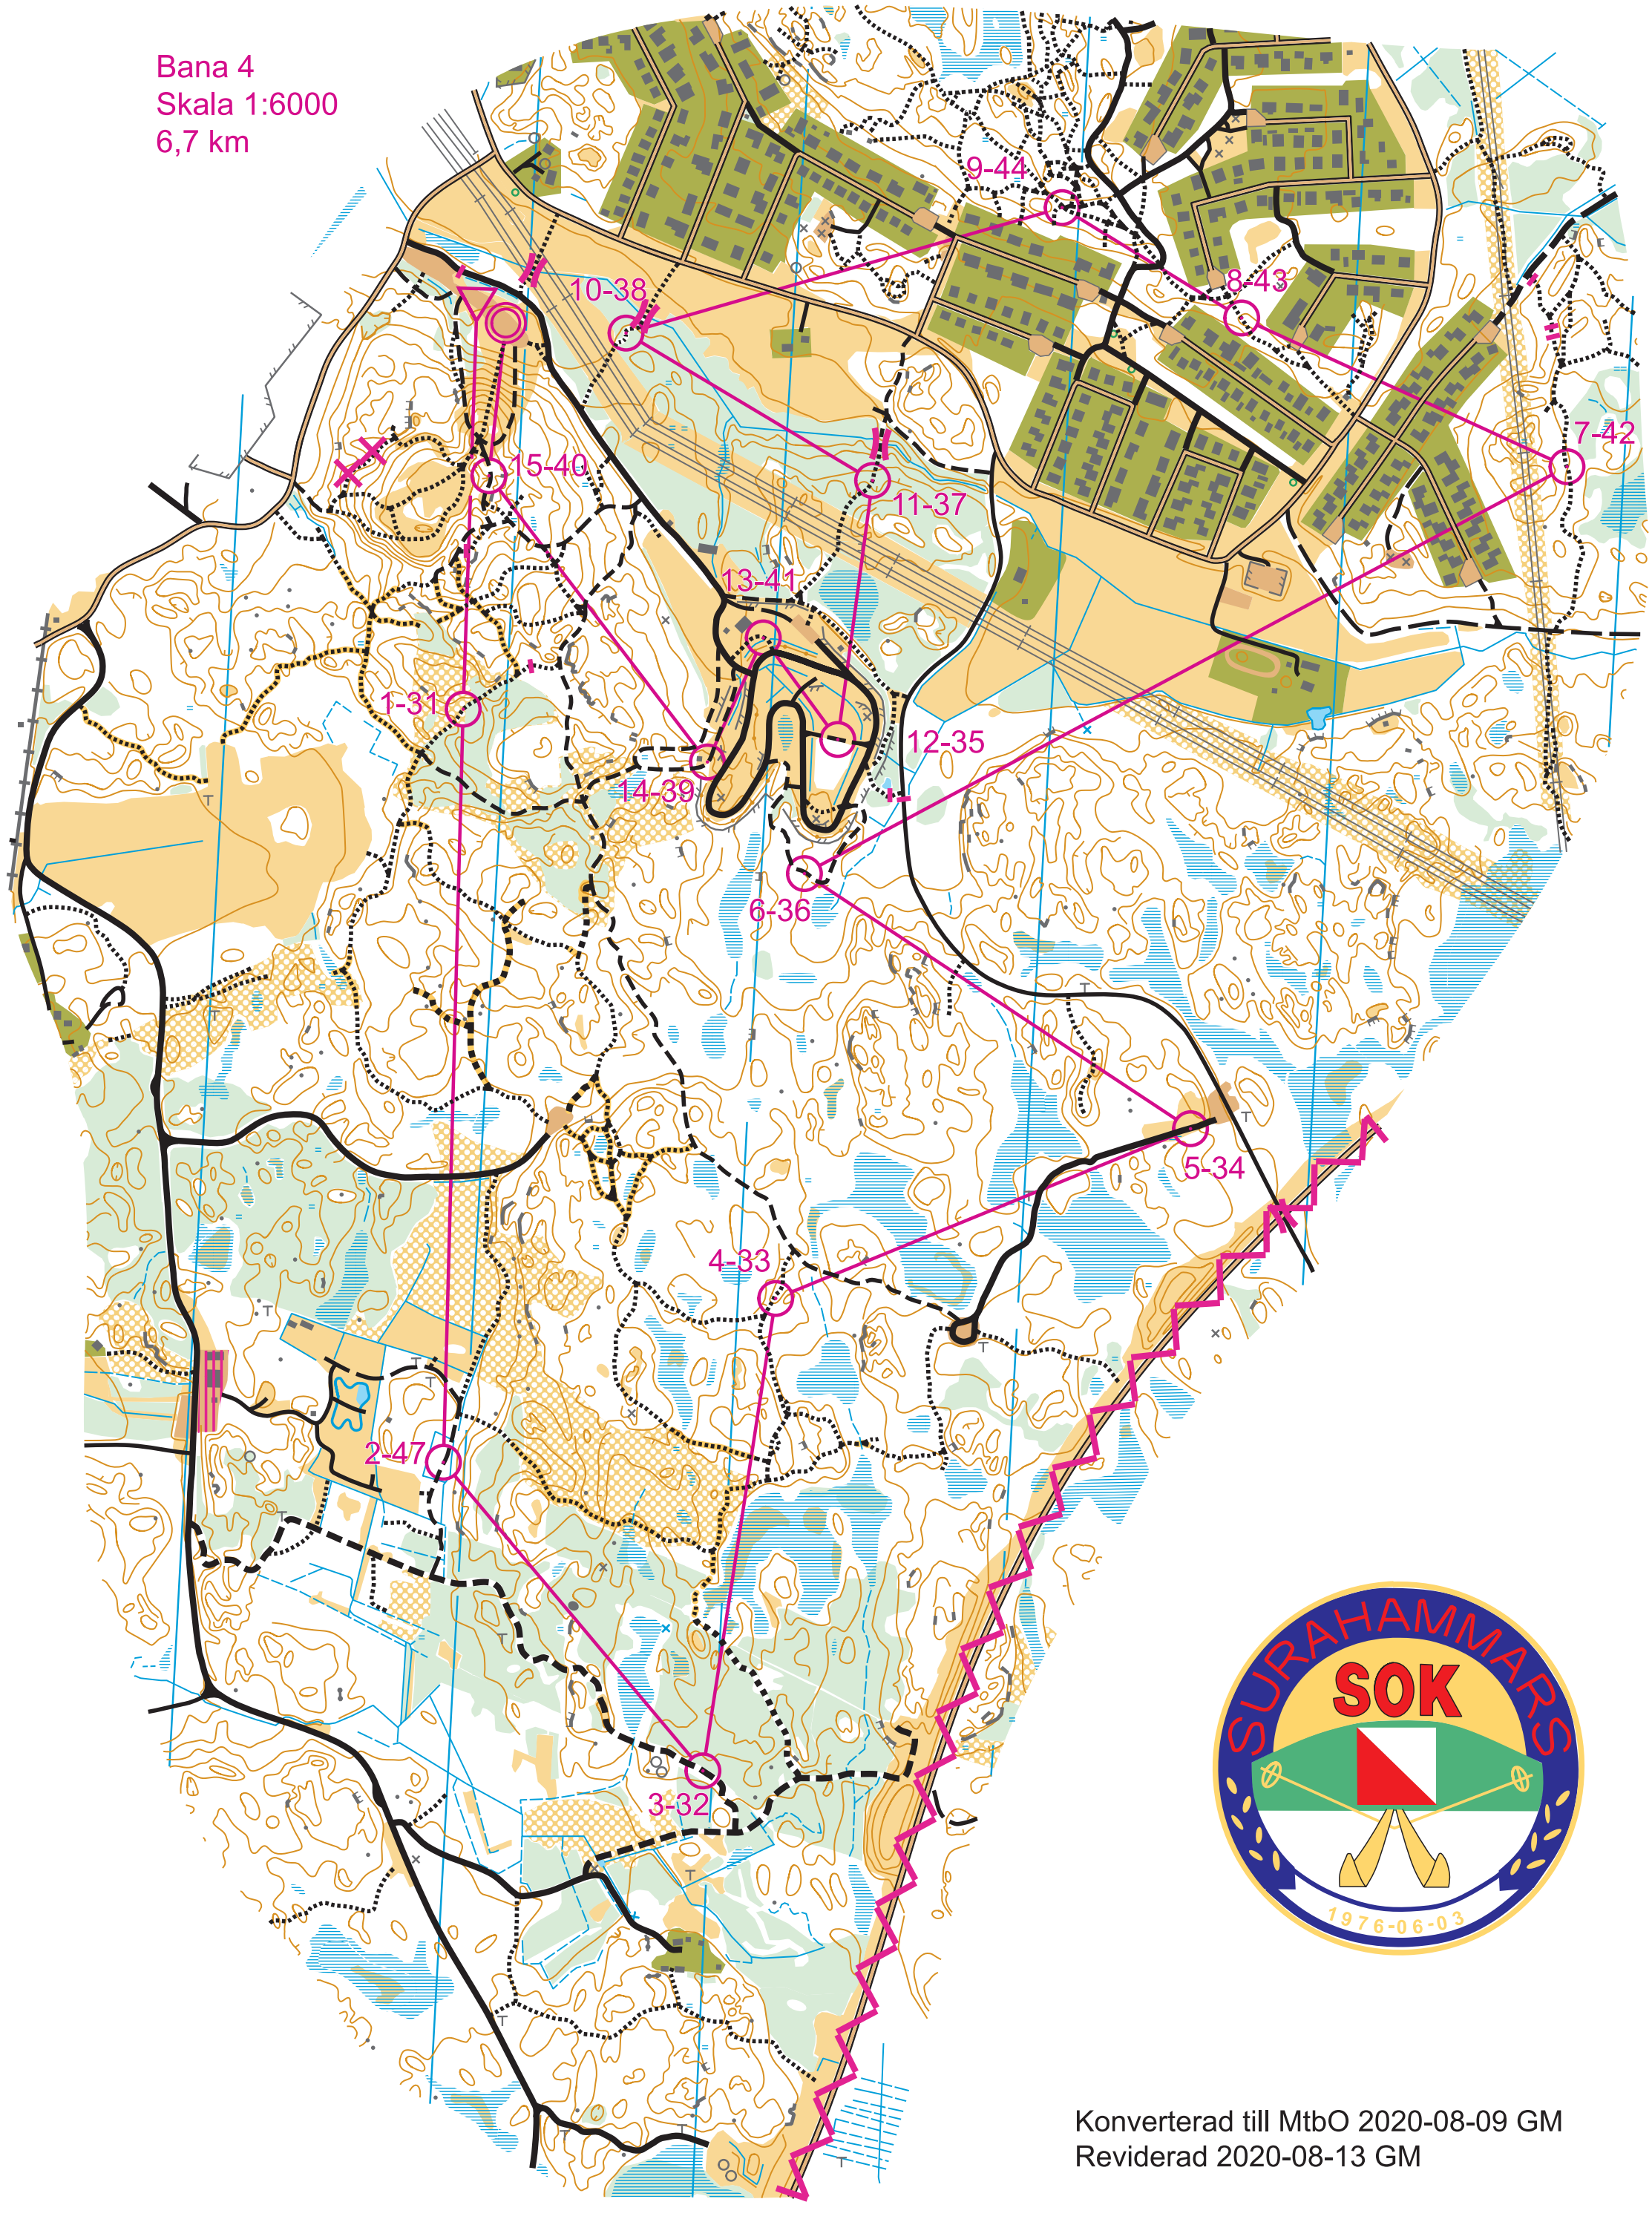 Bana 4
Skala 1:6000
6,7 km
9-44
8-43
10-38
7-42
15-40
11-37
13-41
1-31
12-35
14-39
6-36
5-34
4-33
2-47
3-32
SURAHAMMARS
SOK
1976-06-03
Konverterad till MtbO 2020-08-09 GM
Reviderad 2020-08-13 GM